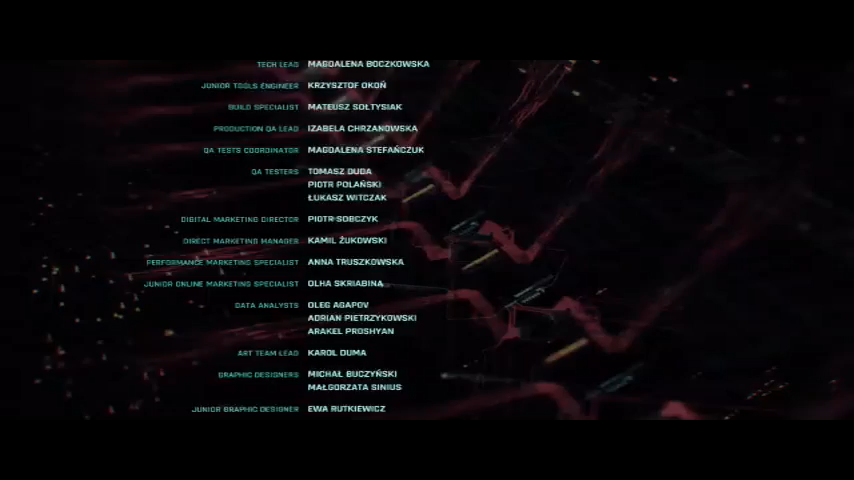 TECH LEAD MAGDALENA BOCZKOWSKA
JUNIOR TOOLS ENGINEER KRZYSZTOF OKOŃ
BUILD SPECIALIST MATEUSZ SOŁTYSIAK
PRODUCTION QA LEAD IZABELA CHRZANOWSKA
QA TESTS COORDINATOR MAGDALENA STEFAŃCZUK
QA TESTERS TOMASZ DUDA
PIOTR POLAŃSKI
ŁUKASZ WITCZAK
DIGITAL MARKETING DIRECTOR PIOTR SOBCZYK
DIRECT MARKETING MANAGER KAMIL ŻUKOWSKI
PERFORMANCE MARKETING SPECIALIST ANNA TRUSZKOWSKA
JUNIOR ONLINE MARKETING SPECIALIST OLHA SKRIABINA
DATA ANALYSTS OLEG AGAPOV
ADRIAN PIETRZYKOWSKI
ARAKEL PROSHYAN
ART TEAM LEAD KAROL DUMA
GRAPHIC DESIGNERS MICHAŁ BUCZYŃSKI
MAŁGORZATA SINIUS
JUNIOR GRAPHIC DESIGNER EWA RUTKIEWICZ